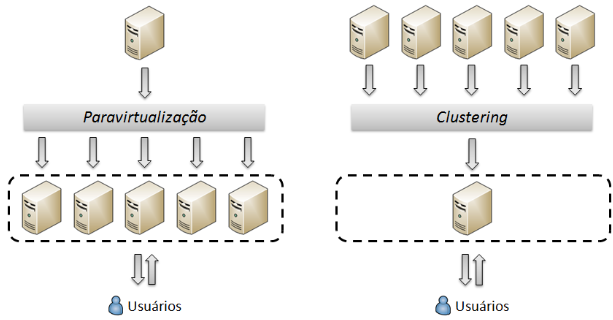 Paravirtualização
Clustering
Usuários
Usuários